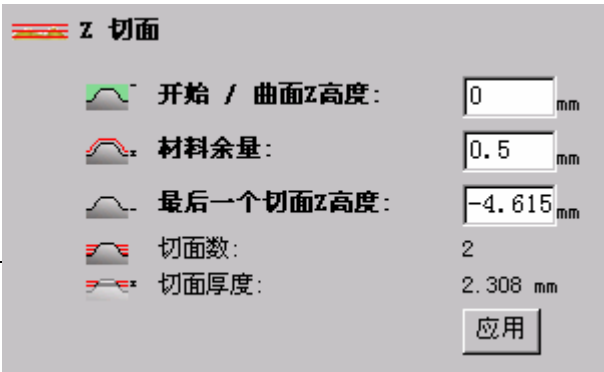 Z 切面
开始 / 曲面Z高度: 0 mm
材料余量: 0.5 mm
最后一个切面Z高度: -4.615 mm
切面数: 2
切面厚度: 2.308 mm
应用